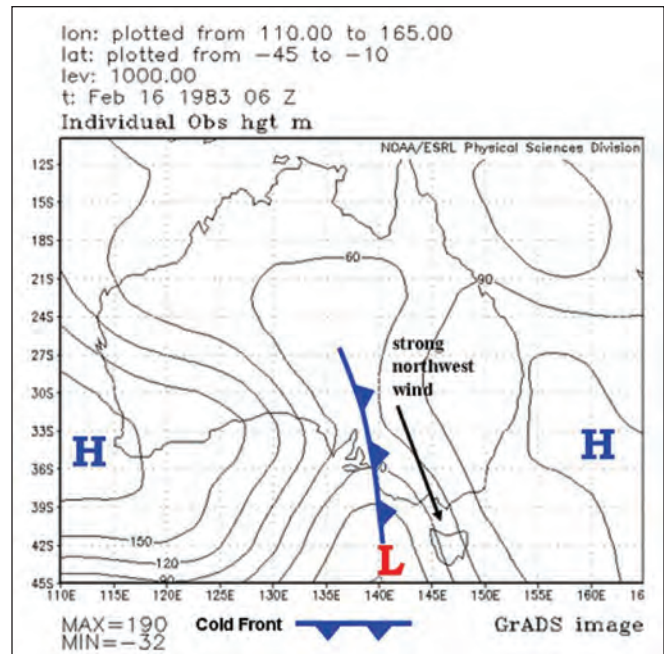 lon: plotted from 110.00 to 165.00
lat: plotted from −45 to −10
lev: 1000.00
t: Feb 16 1983 06 Z
Individual Obs hgt m
NOAA/ESRL Physical Sciences Division
12S
15S
18S
21S
60
90
24S
27S
strong
northwest
wind
30S
33S
H
H
36S
39S
150
42S
120
L
90
45S
110E 115E 120E 125E 130E 135E 140E 145E 150E 155E 160E 16
MAX=190
MIN=−32
Cold Front
GrADS image